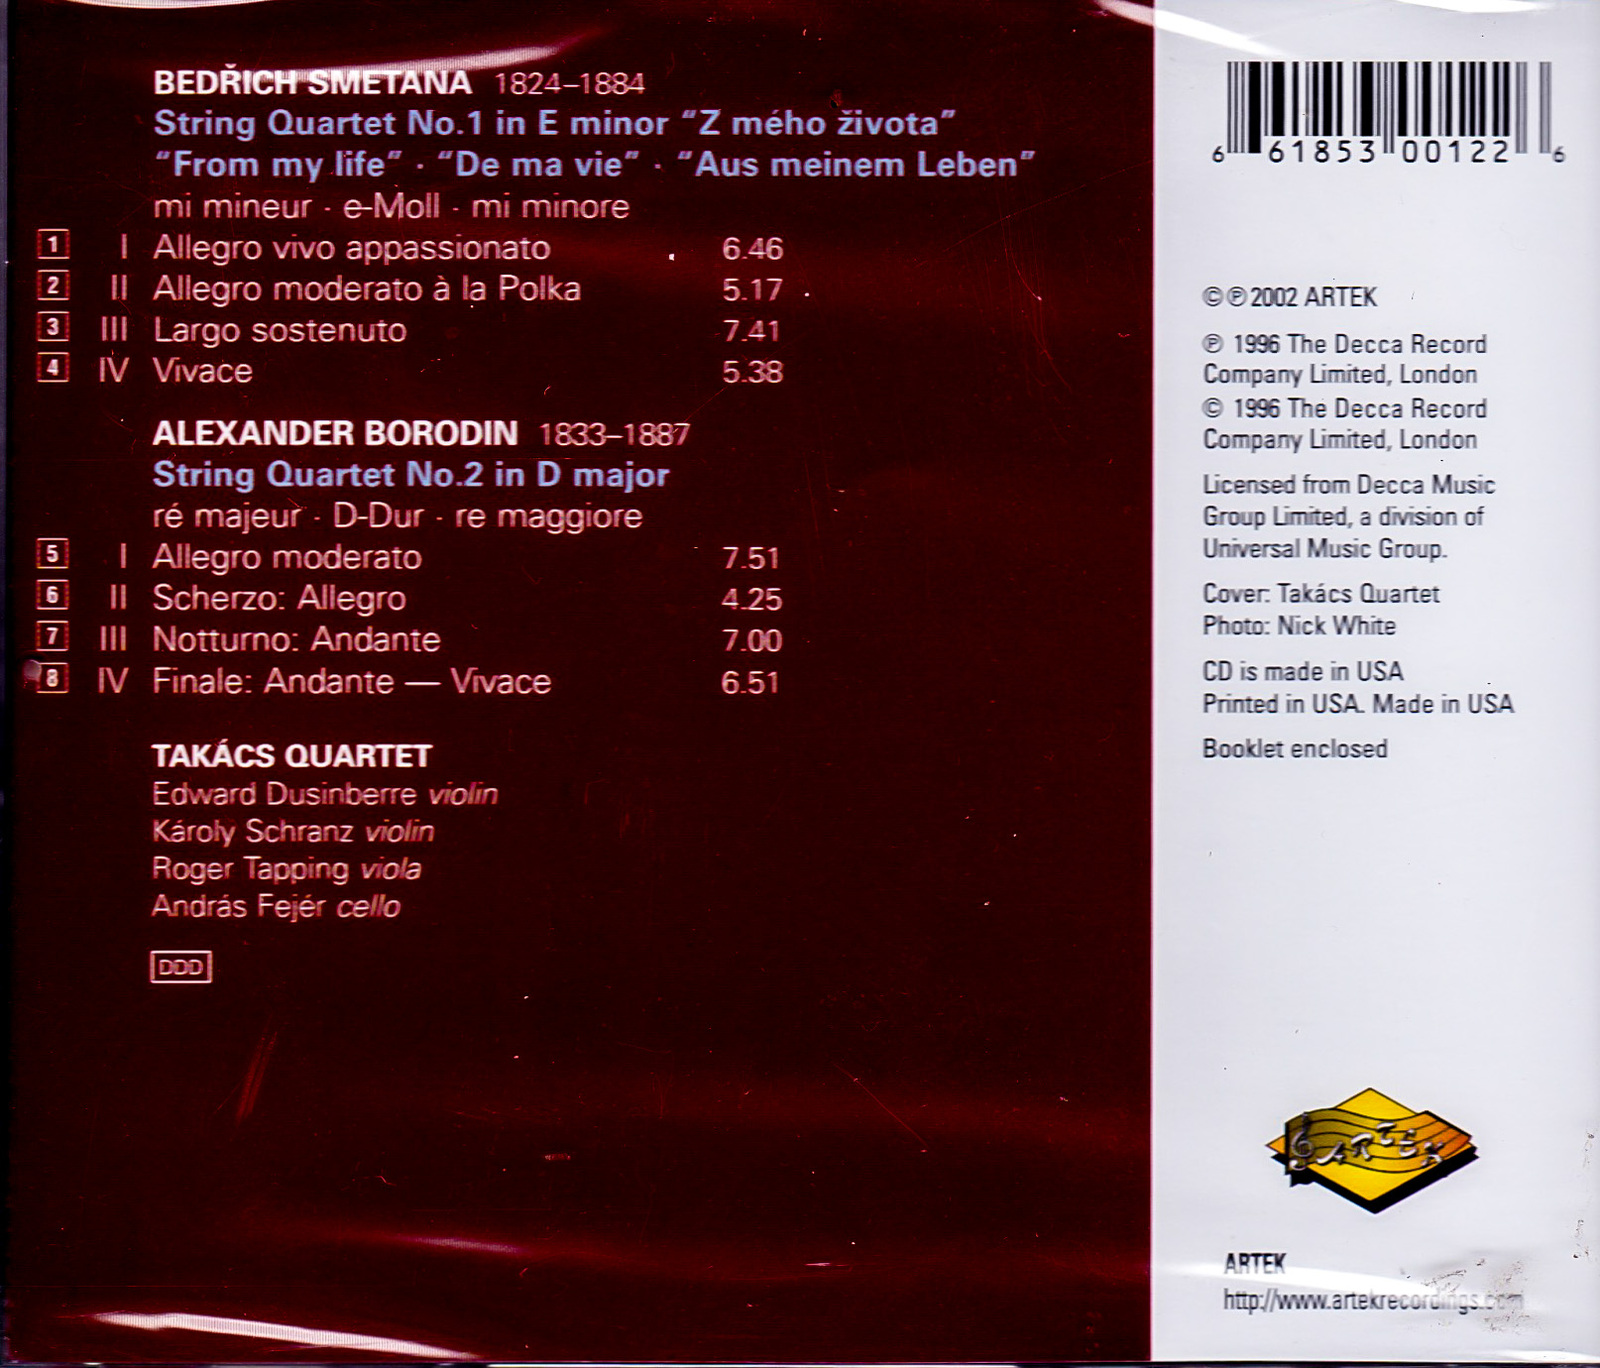 BEDŘICH SMETANA 1824–1884
String Quartet No.1 in E minor “Z mého života”
“From my life” · “De ma vie” · “Aus meinem Leben”
mi mineur · e-Moll · mi minore
1 I Allegro vivo appassionato 6.46
2 II Allegro moderato à la Polka 5.17
3 III Largo sostenuto 7.41
4 IV Vivace 5.38
ALEXANDER BORODIN 1833–1887
String Quartet No.2 in D major
ré majeur · D-Dur · re maggiore
5 I Allegro moderato 7.51
6 II Scherzo: Allegro 4.25
7 III Notturno: Andante 7.00
8 IV Finale: Andante — Vivace 6.51
TAKÁCS QUARTET
Edward Dusinberre violin
Károly Schranz violin
Roger Tapping viola
András Fejér cello
DDD
6 61853 00122 6
©℗2002 ARTEK
℗ 1996 The Decca Record
Company Limited, London
© 1996 The Decca Record
Company Limited, London
Licensed from Decca Music
Group Limited, a division of
Universal Music Group.
Cover: Takács Quartet
Photo: Nick White
CD is made in USA
Printed in USA. Made in USA
Booklet enclosed
ARTEK
ARTEK
http://www.artekrecordings.com